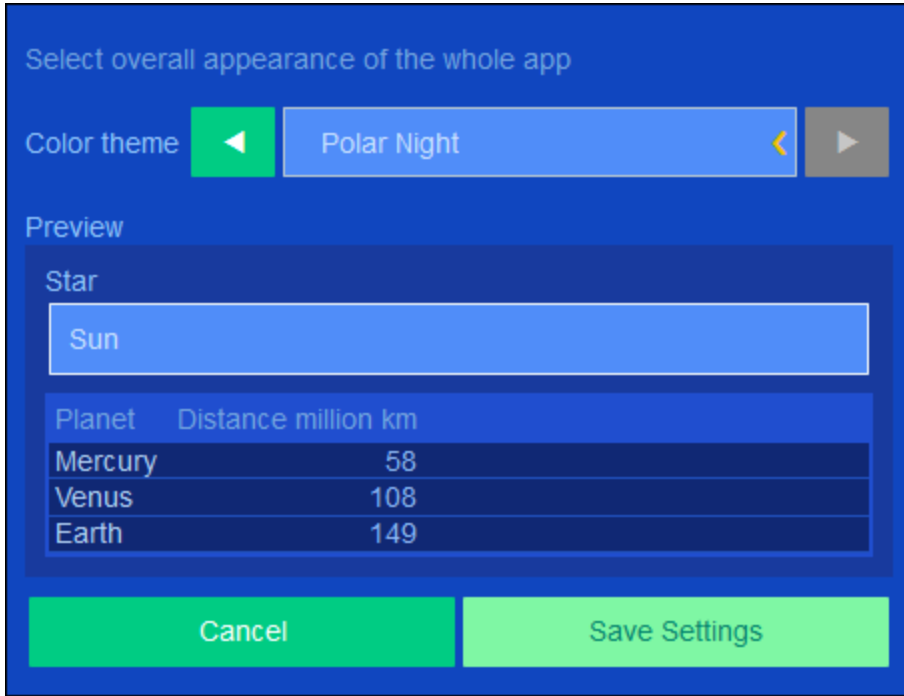 Select overall appearance of the whole app
Color theme
Polar Night
Preview
Star
Sun
Planet Distance million km
Mercury 58
Venus 108
Earth 149
Cancel Save Settings